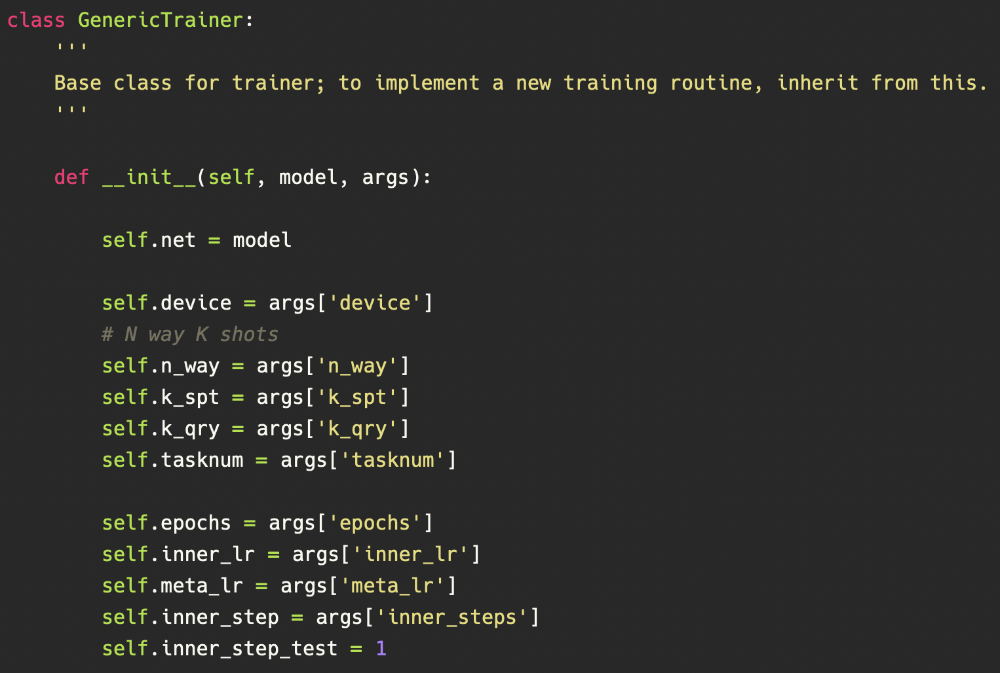 class GenericTrainer:
    '''
    Base class for trainer; to implement a new training routine, inherit from this.
    '''
    def __init__(self, model, args):
        self.net = model
        self.device = args['device']
        # N way K shots
        self.n_way = args['n_way']
        self.k_spt = args['k_spt']
        self.k_qry = args['k_qry']
        self.tasknum = args['tasknum']
        self.epochs = args['epochs']
        self.inner_lr = args['inner_lr']
        self.meta_lr = args['meta_lr']
        self.inner_step = args['inner_steps']
        self.inner_step_test = 1